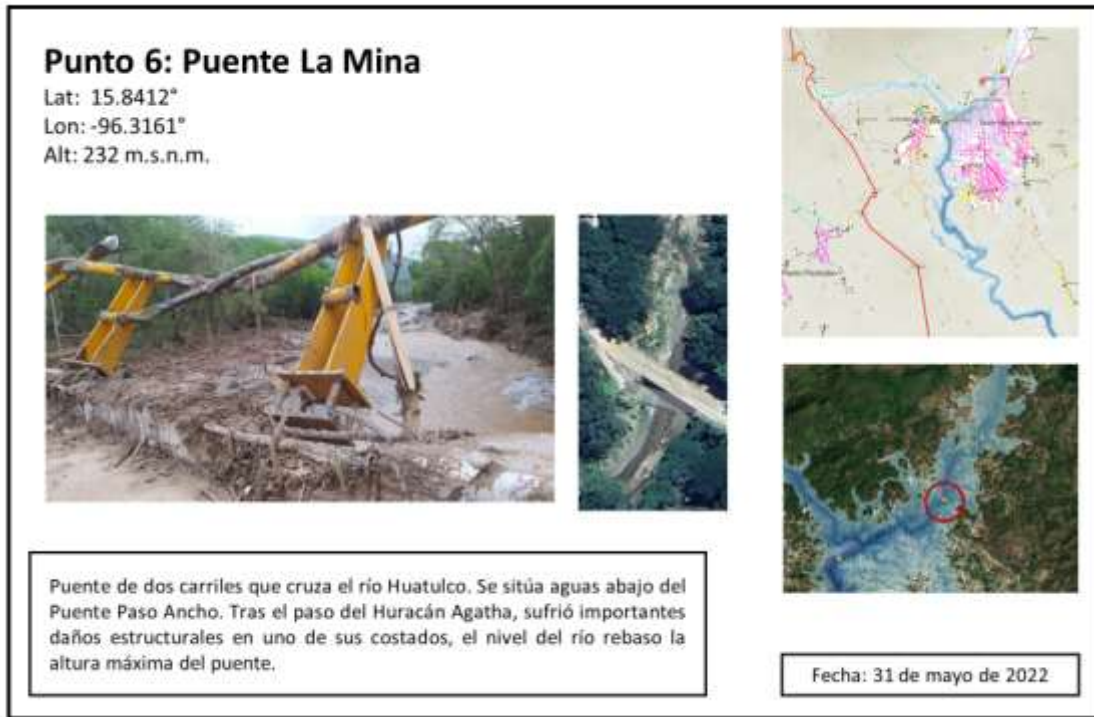 Punto 6: Puente La Mina
Lat: 15.8412°
Lon: -96.3161°
Alt: 232 m.s.n.m.
Puente de dos carriles que cruza el río Huatulco. Se sitúa aguas abajo del
Puente Paso Ancho. Tras el paso del Huracán Agatha, sufrió importantes
daños estructurales en uno de sus costados, el nivel del río rebaso la
altura máxima del puente.
Fecha: 31 de mayo de 2022